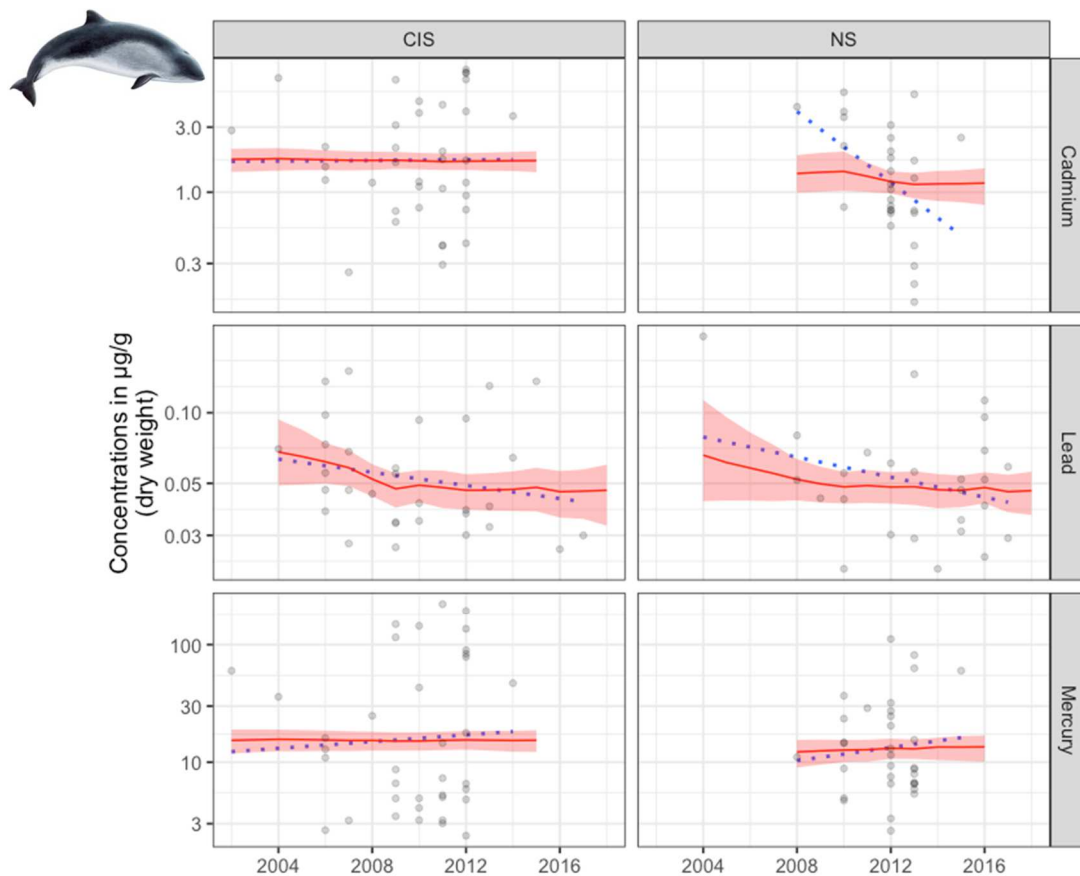 CIS
NS
3.0
1.0
0.3
Cadmium
Concentrations in µg/g
(dry weight)
0.10
0.05
0.03
Lead
100
30
10
3
Mercury
2004
2008
2012
2016
2004
2008
2012
2016